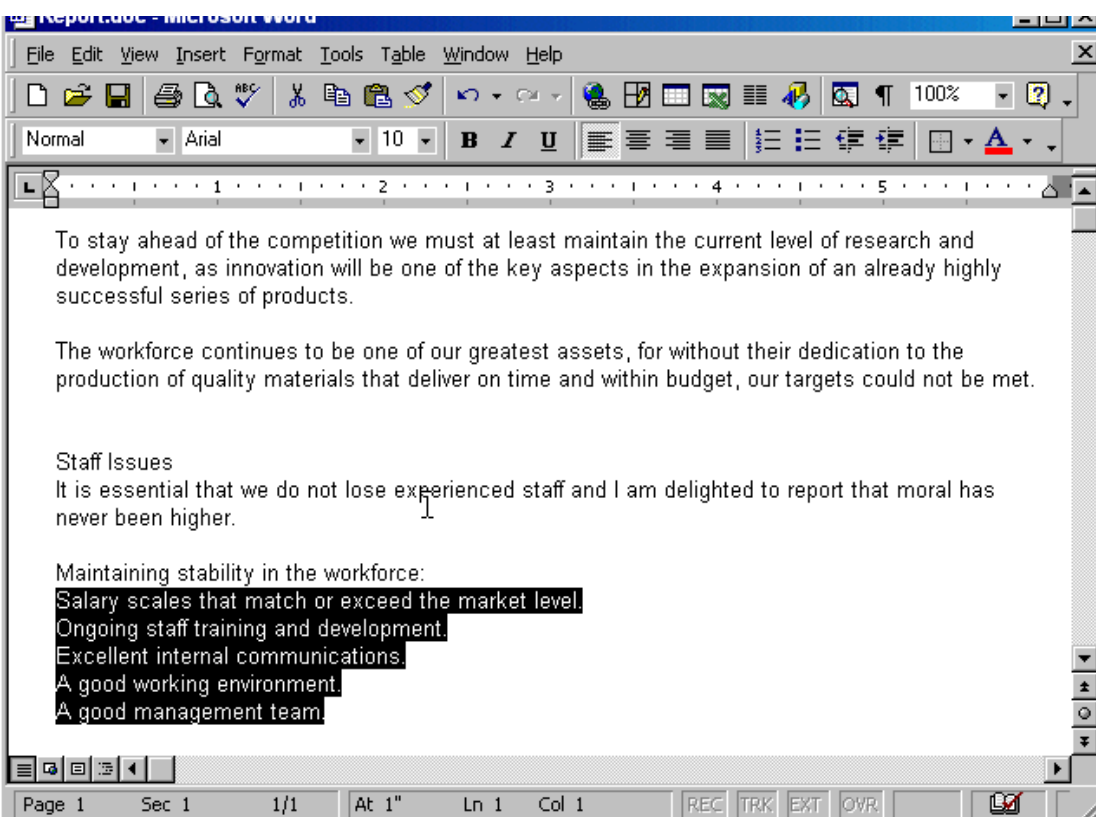 Report.doc - Microsoft Word
File Edit View Insert Format Tools Table Window Help
ABC 100%
Normal Arial 10 B I U A
1 2 3 4 5
To stay ahead of the competition we must at least maintain the current level of research and
development, as innovation will be one of the key aspects in the expansion of an already highly
successful series of products.
The workforce continues to be one of our greatest assets, for without their dedication to the
production of quality materials that deliver on time and within budget, our targets could not be met.
Staff Issues
It is essential that we do not lose experienced staff and I am delighted to report that moral has
never been higher.
Maintaining stability in the workforce:
Salary scales that match or exceed the market level.
Ongoing staff training and development.
Excellent internal communications.
A good working environment.
A good management team.
Page 1 Sec 1 1/1 At 1" Ln 1 Col 1 REC TRK EXT OVR